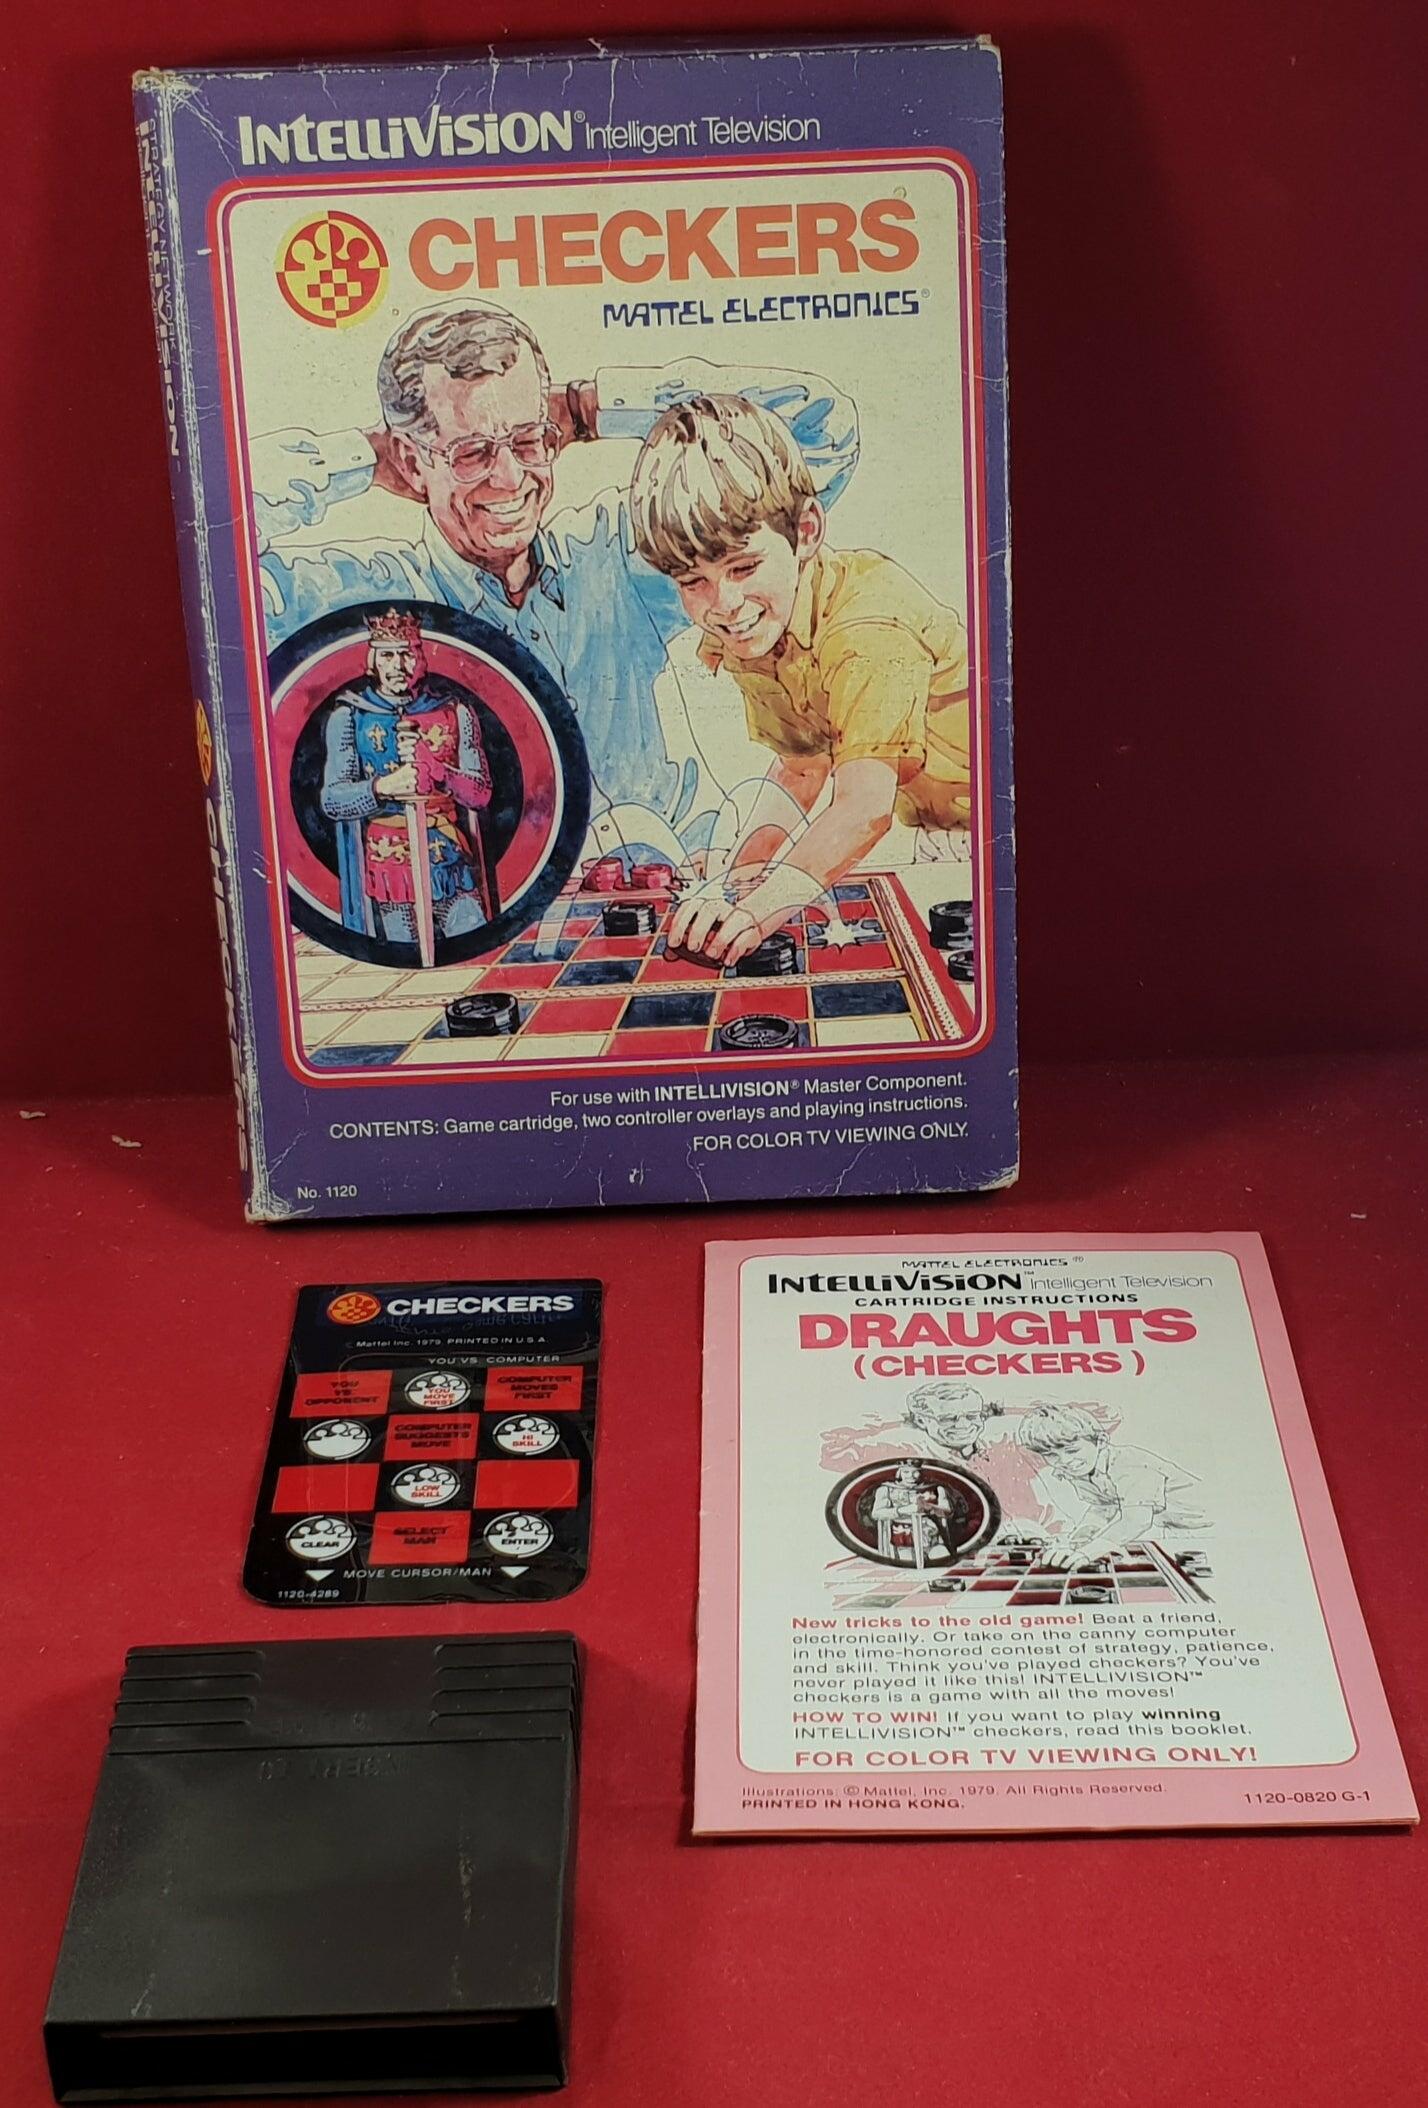 INTELLIVISION® Intelligent Television
CHECKERS
MATTEL ELECTRONICS®
For use with INTELLIVISION® Master Component.
CONTENTS: Game cartridge, two controller overlays and playing instructions.
FOR COLOR TV VIEWING ONLY.
No. 1120
STRATEGY NETWORK
INTELLIVISION
CHECKERS
CHECKERS
© Mattel Inc. 1979 PRINTED IN U.S.A.
YOU VS. COMPUTER
YOU VS. OPPONENT
YOU MOVE FIRST
COMPUTER MOVES FIRST
COMPUTER SUGGESTS MOVE
HI SKILL
LOW SKILL
CLEAR
SELECT MAN
ENTER
MOVE CURSOR/MAN
1120-4289
MATTEL ELECTRONICS®
INTELLIVISION™ Intelligent Television
CARTRIDGE INSTRUCTIONS
DRAUGHTS
(CHECKERS)
New tricks to the old game! Beat a friend,
electronically. Or take on the canny computer
in the time-honored contest of strategy, patience,
and skill. Think you've played checkers? You've
never played it like this! INTELLIVISION™
checkers is a game with all the moves!
HOW TO WIN! If you want to play winning
INTELLIVISION™ checkers, read this booklet.
FOR COLOR TV VIEWING ONLY!
Illustrations: © Mattel, Inc. 1979. All Rights Reserved.
PRINTED IN HONG KONG.
1120-0820 G-1